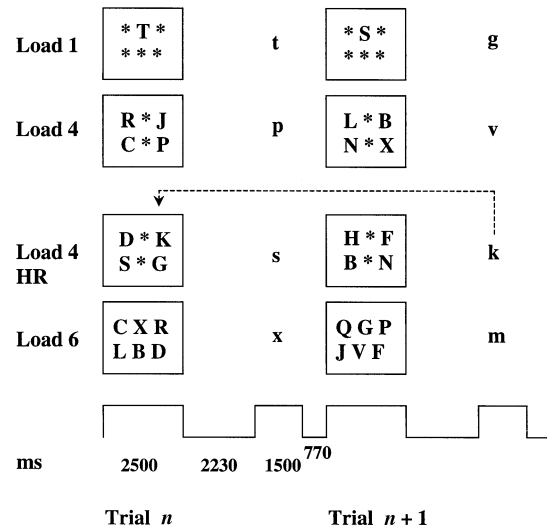 * T * * S *
Load 1 t g
* * * * * *
R * J L * B
Load 4 p v
C * P N * X
D * K H * F
Load 4 s k
S * G B * N
HR
C X R Q G P
Load 6 x m
L B D J V F
770
ms 2500 2230 1500
Trial n Trial n + 1